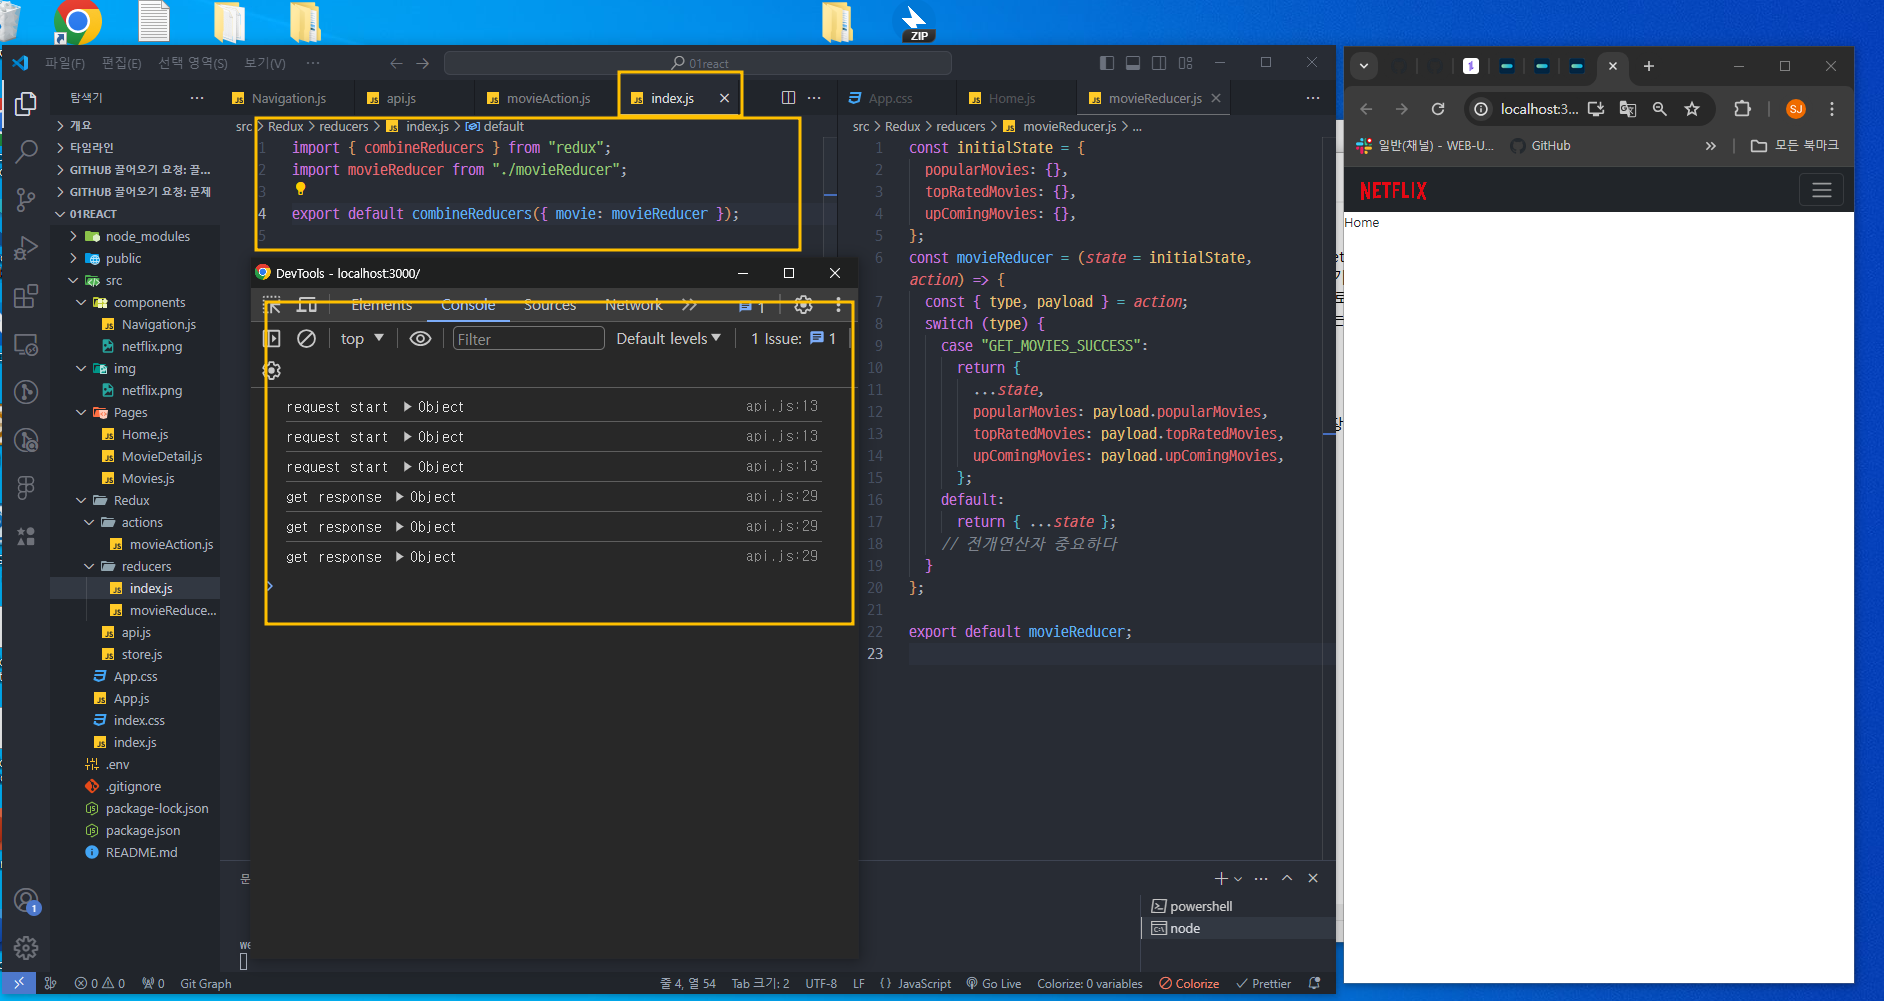 ZIP
파일(F) 편집(E) 선택 영역(S) 보기(V) ··· 01react
탐색기 ···
개요
타임라인
GITHUB 끌어오기 요청: 끌...
GITHUB 끌어오기 요청: 문제
01REACT
node_modules
public
src
components
Navigation.js
netflix.png
img
netflix.png
Pages
Home.js
MovieDetail.js
Movies.js
Redux
actions
movieAction.js
reducers
index.js
movieReduce...
api.js
store.js
App.css
App.js
index.css
index.js
.env
.gitignore
package-lock.json
package.json
README.md
1
Navigation.js api.js movieAction.js index.js
src > Redux > reducers > index.js > default
1 import { combineReducers } from "redux";
2 import movieReducer from "./movieReducer";
3
4 export default combineReducers({ movie: movieReducer });
5
DevTools - localhost:3000/
Elements Console Sources Network 1
top Filter Default levels 1 Issue: 1
request start Object api.js:13
request start Object api.js:13
request start Object api.js:13
get response Object api.js:29
get response Object api.js:29
get response Object api.js:29
App.css Home.js movieReducer.js
src > Redux > reducers > movieReducer.js > ...
1 const initialState = {
2 popularMovies: {},
3 topRatedMovies: {},
4 upComingMovies: {},
5 };
6 const movieReducer = (state = initialState,
action) => {
7 const { type, payload } = action;
8 switch (type) {
9 case "GET_MOVIES_SUCCESS":
10 return {
11 ...state,
12 popularMovies: payload.popularMovies,
13 topRatedMovies: payload.topRatedMovies,
14 upComingMovies: payload.upComingMovies,
15 };
16 default:
17 return { ...state };
18 // 전개연산자 중요하다
19 }
20 };
21
22 export default movieReducer;
23
powershell
node
0 0 0 Git Graph 줄 4, 열 54 Tab 크기: 2 UTF-8 LF {} JavaScript Go Live Colorize: 0 variables Colorize Prettier
localhost:3... SJ
일반(채널) - WEB-U... GitHub 모든 북마크
NETFLIX
Home